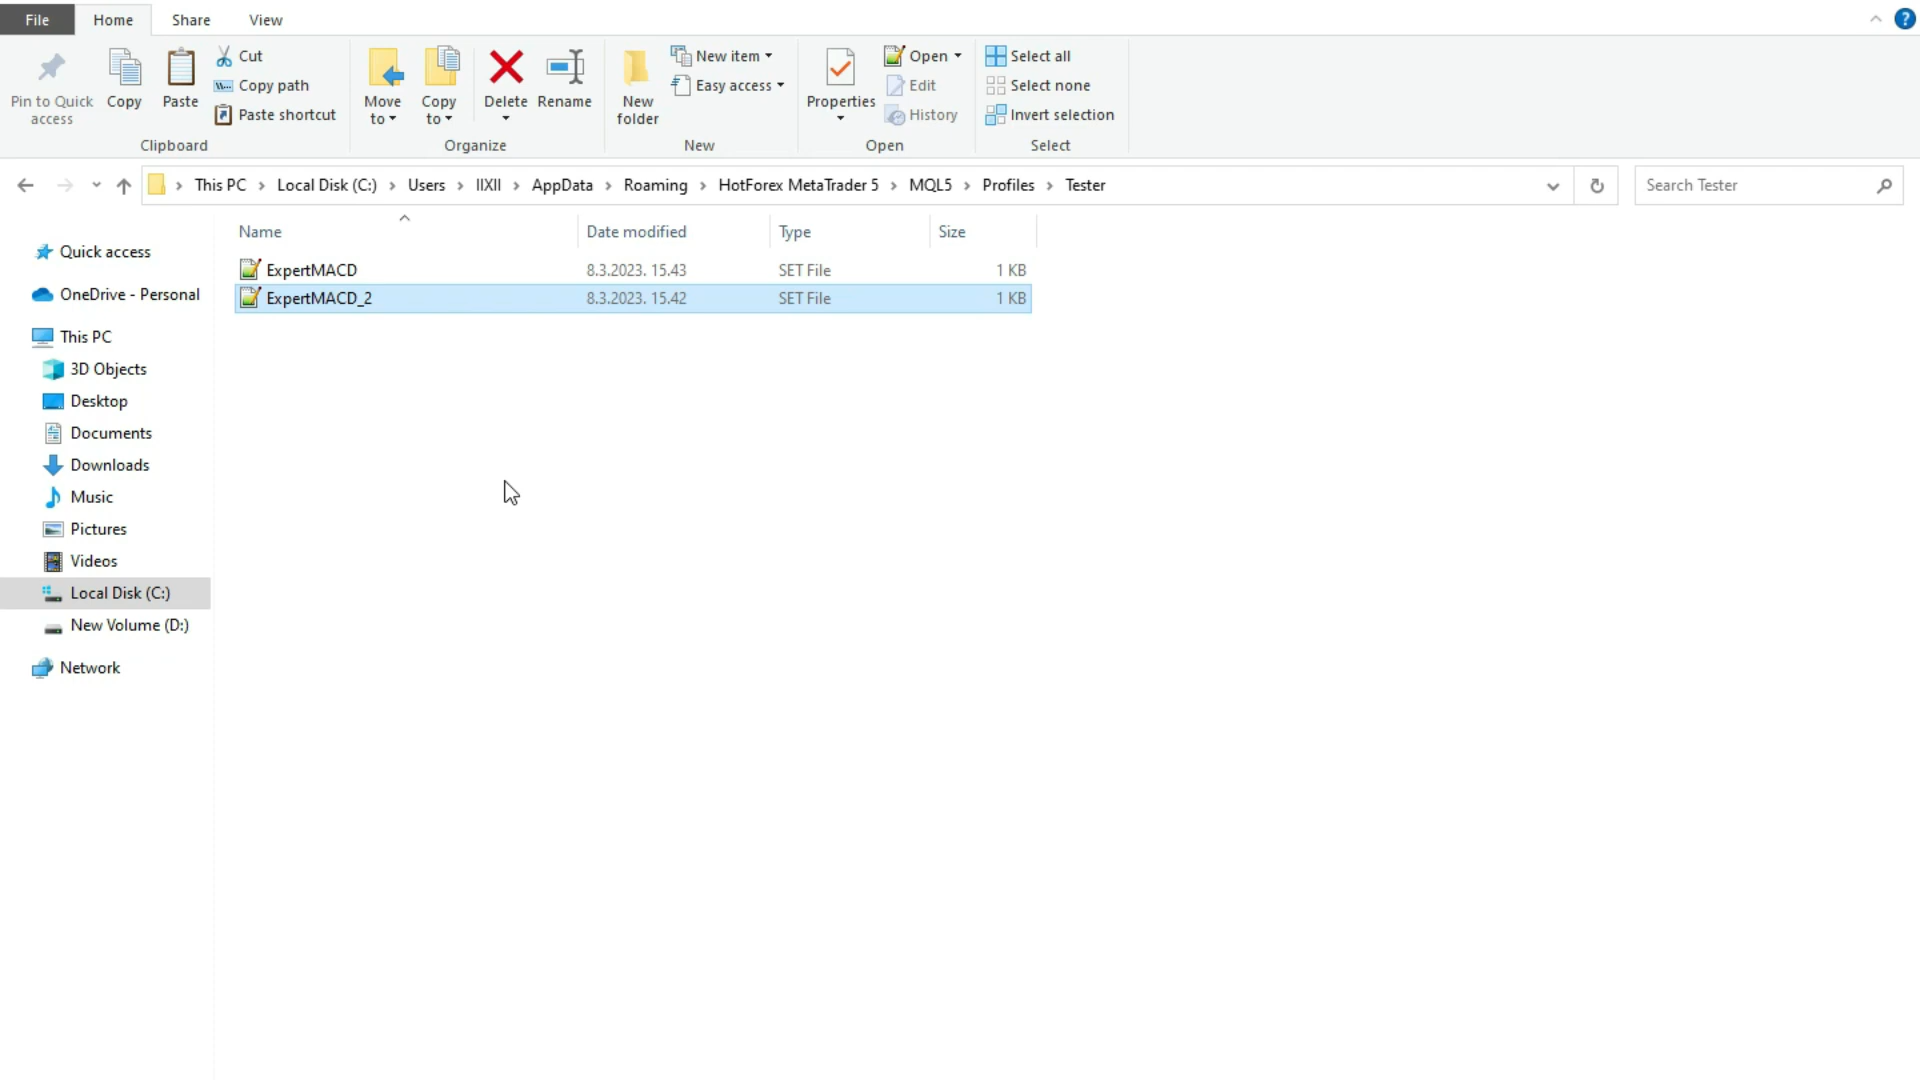 File Home Share View
Pin to Quick access
Copy
Paste
Cut
Copy path
Paste shortcut
Clipboard
Move to
Copy to
Delete
Rename
Organize
New folder
New item
Easy access
New
Properties
Open
Edit
History
Open
Select all
Select none
Invert selection
Select
This PC › Local Disk (C:) › Users › IIXII › AppData › Roaming › HotForex MetaTrader 5 › MQL5 › Profiles › Tester
Search Tester
Name Date modified Type Size
ExpertMACD 8.3.2023. 15.43 SET File 1 KB
ExpertMACD_2 8.3.2023. 15.42 SET File 1 KB
Quick access
OneDrive - Personal
This PC
3D Objects
Desktop
Documents
Downloads
Music
Pictures
Videos
Local Disk (C:)
New Volume (D:)
Network